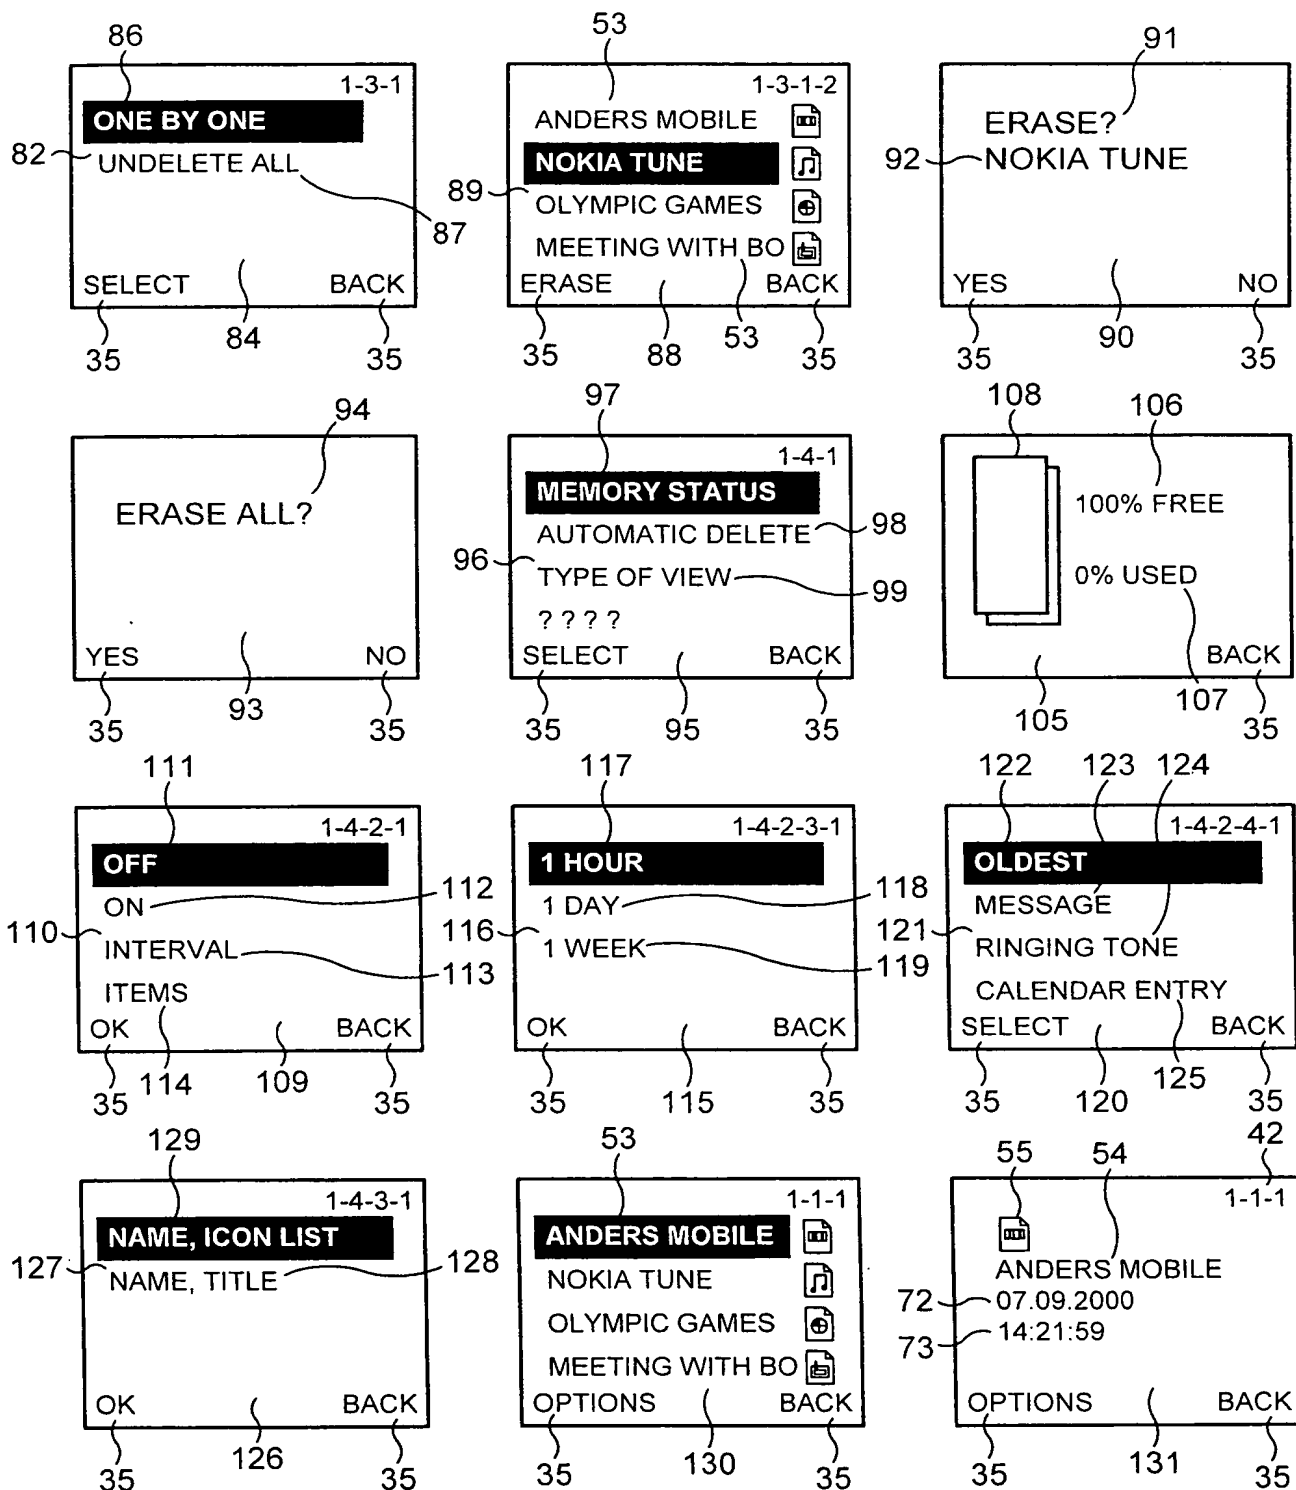 86 53 91
1-3-1 1-3-1-2
ONE BY ONE ANDERS MOBILE ERASE?
82 UNDELETE ALL NOKIA TUNE 92 NOKIA TUNE
89 OLYMPIC GAMES
87 MEETING WITH BO
SELECT BACK ERASE BACK YES NO
35 84 35 35 88 53 35 35 90 35
94 97 108 106
1-4-1
ERASE ALL? MEMORY STATUS 100% FREE
AUTOMATIC DELETE 98
96 TYPE OF VIEW 99 0% USED
? ? ? ?
YES NO SELECT BACK BACK
35 93 35 35 95 35 105 107 35
111 117 122 123 124
1-4-2-1 1-4-2-3-1 1-4-2-4-1
OFF 1 HOUR OLDEST
ON 112 1 DAY 118 MESSAGE
110 INTERVAL 113 116 1 WEEK 119 121 RINGING TONE
ITEMS CALENDAR ENTRY
OK BACK OK BACK SELECT BACK
35 114 109 35 35 115 35 35 120 125 35
129 53 55 54 42
1-4-3-1 1-1-1 1-1-1
NAME, ICON LIST ANDERS MOBILE
127 NAME, TITLE 128 NOKIA TUNE ANDERS MOBILE
72 07.09.2000
OLYMPIC GAMES 73 14:21:59
MEETING WITH BO
OK BACK OPTIONS BACK OPTIONS BACK
35 126 35 35 130 35 35 131 35